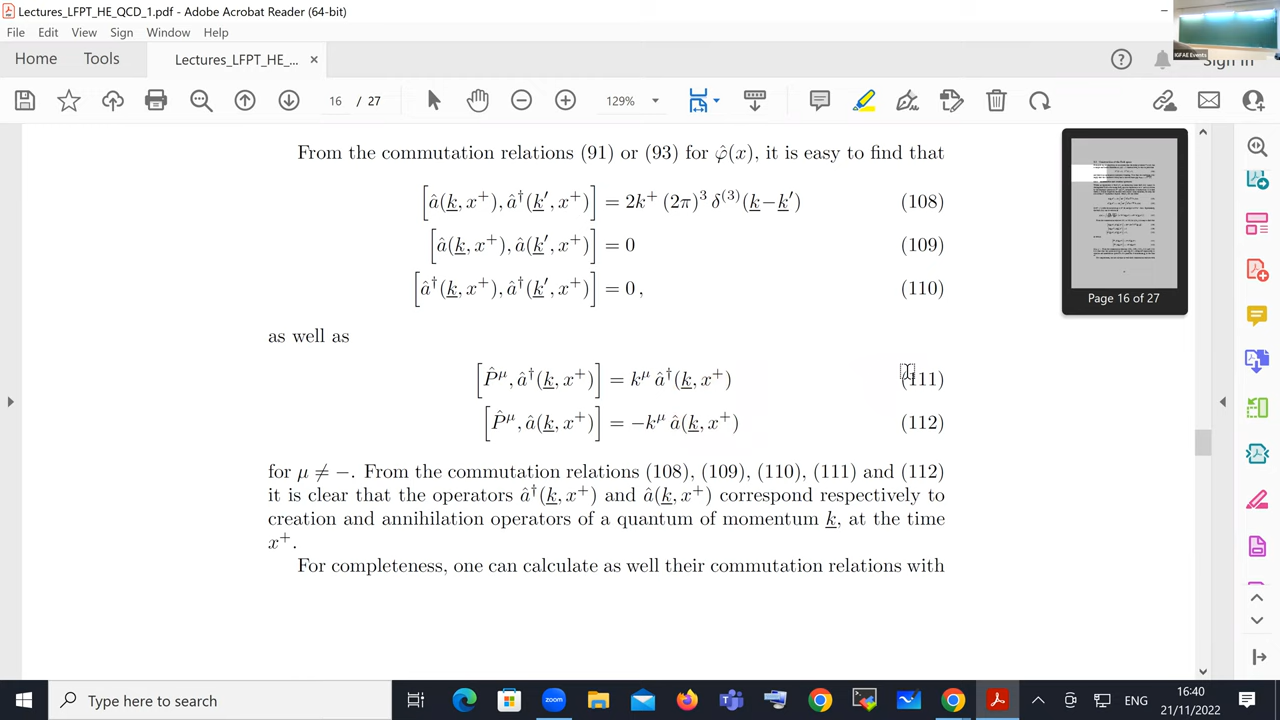 Lectures_LFPT_HE_QCD_1.pdf - Adobe Acrobat Reader (64-bit)
File Edit View Sign Window Help
Home Tools Lectures_LFPT_HE_... × Sign In
IGFAE Events
16 / 27 129%
From the commutation relations (91) or (93) for φ̂(x), it is easy to find that
[â(k, x⁺), â†(k′, x⁺)] = 2k⁺ (2π)³ δ⁽³⁾(k−k′) (108)
[â(k, x⁺), â(k′, x⁺)] = 0 (109)
[â†(k, x⁺), â†(k′, x⁺)] = 0 , (110)
as well as
[P̂^μ, â†(k, x⁺)] = k^μ â†(k, x⁺) (111)
[P̂^μ, â(k, x⁺)] = −k^μ â(k, x⁺) (112)
for μ ≠ −. From the commutation relations (108), (109), (110), (111) and (112)
it is clear that the operators â†(k, x⁺) and â(k, x⁺) correspond respectively to
creation and annihilation operators of a quantum of momentum k, at the time
x⁺.
For completeness, one can calculate as well their commutation relations with
Page 16 of 27
Type here to search
zoom
ENG
16:40
21/11/2022